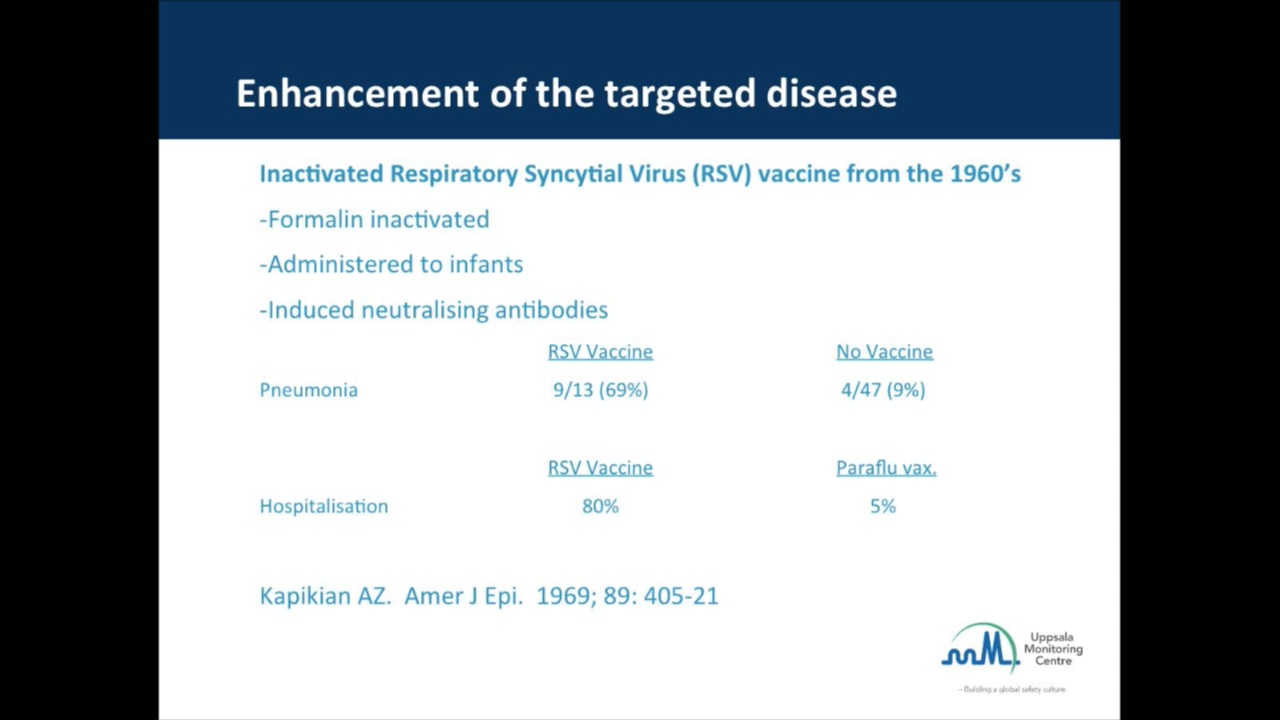 Enhancement of the targeted disease
Inactivated Respiratory Syncytial Virus (RSV) vaccine from the 1960’s
-Formalin inactivated
-Administered to infants
-Induced neutralising antibodies
RSV Vaccine No Vaccine
Pneumonia 9/13 (69%) 4/47 (9%)
RSV Vaccine Paraflu vax.
Hospitalisation 80% 5%
Kapikian AZ. Amer J Epi. 1969; 89: 405-21
Uppsala
Monitoring
Centre
– Building a global safety culture